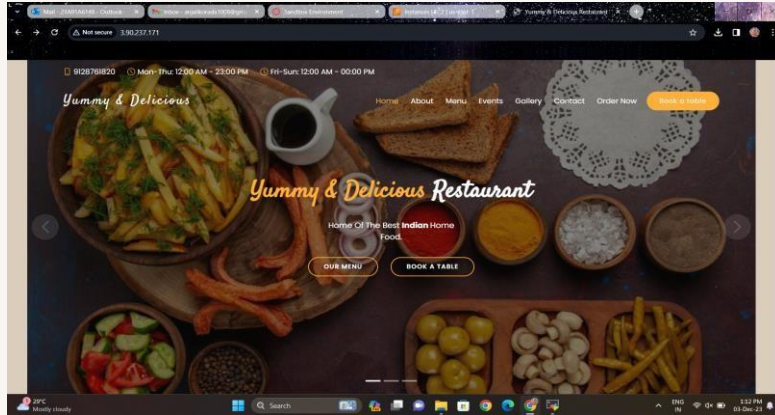 Sandbox Environment
Yummy & Delicious Restaurant
Not secure 3.90.237.171
9128761820 Mon-Thu: 12:00 AM - 23:00 PM Fri-Sun: 12:00 AM - 00:00 PM
Yummy & Delicious
Home About Menu Events Gallery Contact Order Now Book a table
Yummy & Delicious Restaurant
Home Of The Best Indian Home
Food.
OUR MENU BOOK A TABLE
29°C
Mostly cloudy
Search
ENG
IN
1:12 PM
03-Dec-23